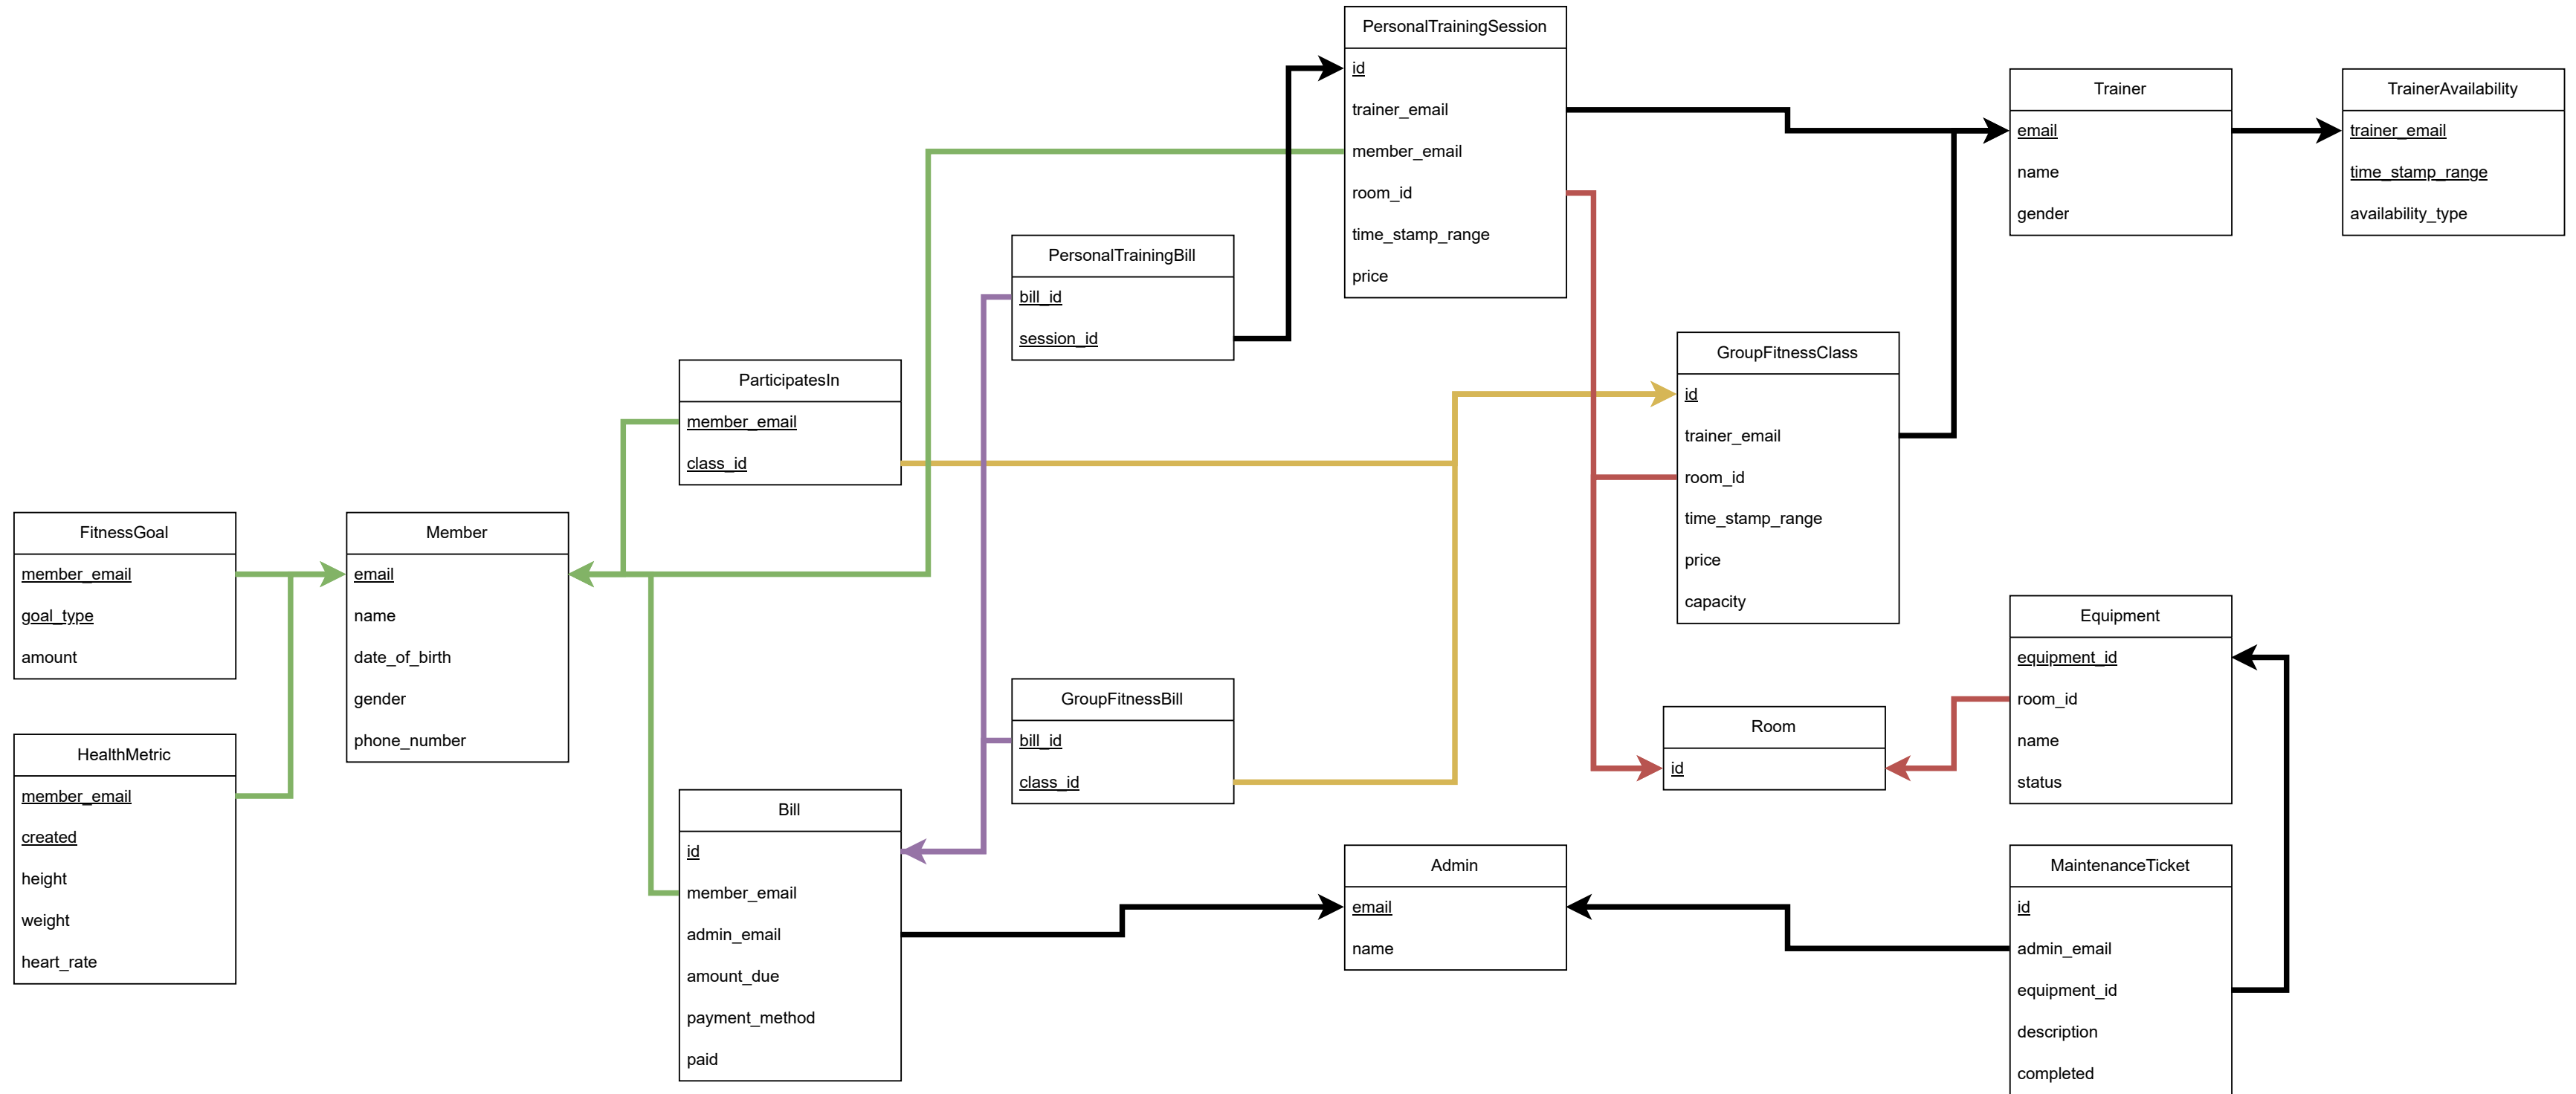 PersonalTrainingSession
id
trainer_email
member_email
room_id
time_stamp_range
price
Trainer
email
name
gender
TrainerAvailability
trainer_email
time_stamp_range
availability_type
PersonalTrainingBill
bill_id
session_id
GroupFitnessClass
id
trainer_email
room_id
time_stamp_range
price
capacity
ParticipatesIn
member_email
class_id
FitnessGoal
member_email
goal_type
amount
Member
email
name
date_of_birth
gender
phone_number
HealthMetric
member_email
created
height
weight
heart_rate
GroupFitnessBill
bill_id
class_id
Room
id
Equipment
equipment_id
room_id
name
status
Bill
id
member_email
admin_email
amount_due
payment_method
paid
Admin
email
name
MaintenanceTicket
id
admin_email
equipment_id
description
completed